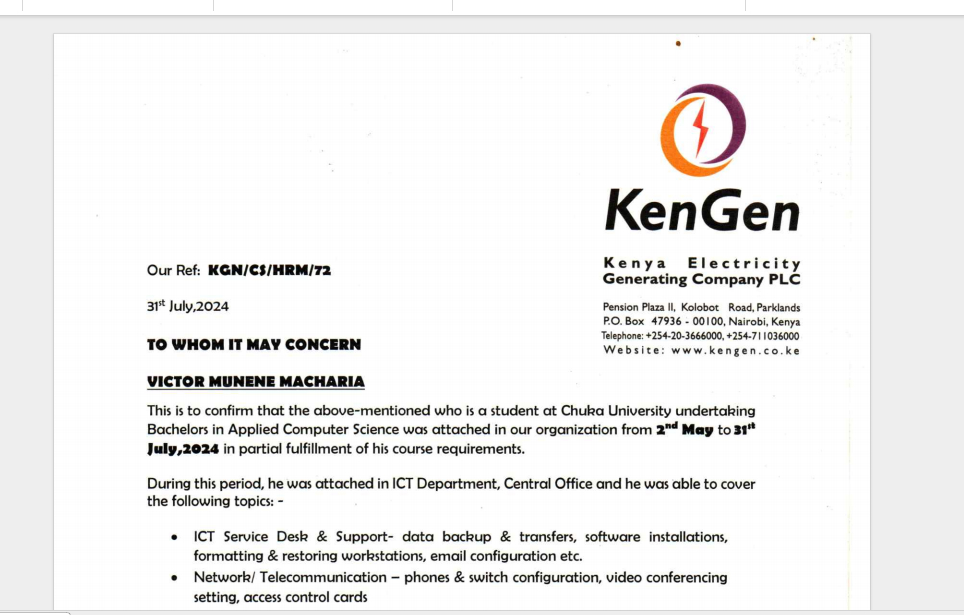 KenGen
Kenya Electricity
Generating Company PLC
Pension Plaza II, Kolobot Road, Parklands
P.O. Box 47936 - 00100, Nairobi, Kenya
Telephone: +254-20-3666000, +254-711036000
Website: www.kengen.co.ke
Our Ref: KGN/CS/HRM/72
31st July,2024
TO WHOM IT MAY CONCERN
VICTOR MUNENE MACHARIA
This is to confirm that the above-mentioned who is a student at Chuka University undertaking
Bachelors in Applied Computer Science was attached in our organization from 2nd May to 31st
July,2024 in partial fulfillment of his course requirements.
During this period, he was attached in ICT Department, Central Office and he was able to cover
the following topics: -
• ICT Service Desk & Support- data backup & transfers, software installations,
formatting & restoring workstations, email configuration etc.
• Network/ Telecommunication – phones & switch configuration, video conferencing
setting, access control cards